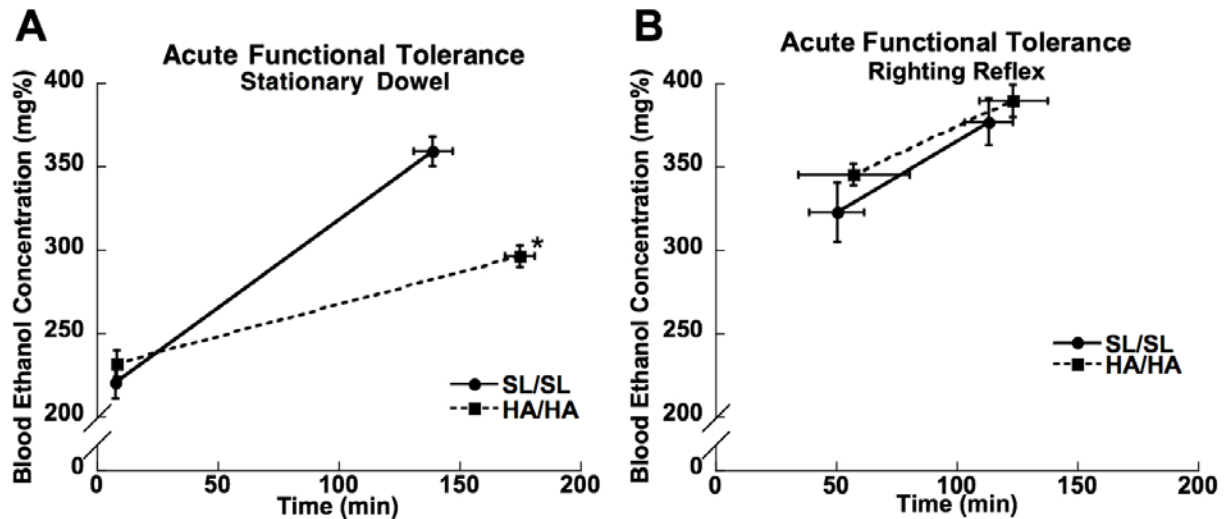 A
Acute Functional Tolerance
Stationary Dowel
Blood Ethanol Concentration (mg%)
400
350
300
250
200
0
*
SL/SL
HA/HA
0 50 100 150 200
Time (min)
B
Acute Functional Tolerance
Righting Reflex
Blood Ethanol Concentration (mg%)
400
350
300
250
200
0
SL/SL
HA/HA
0 50 100 150 200
Time (min)